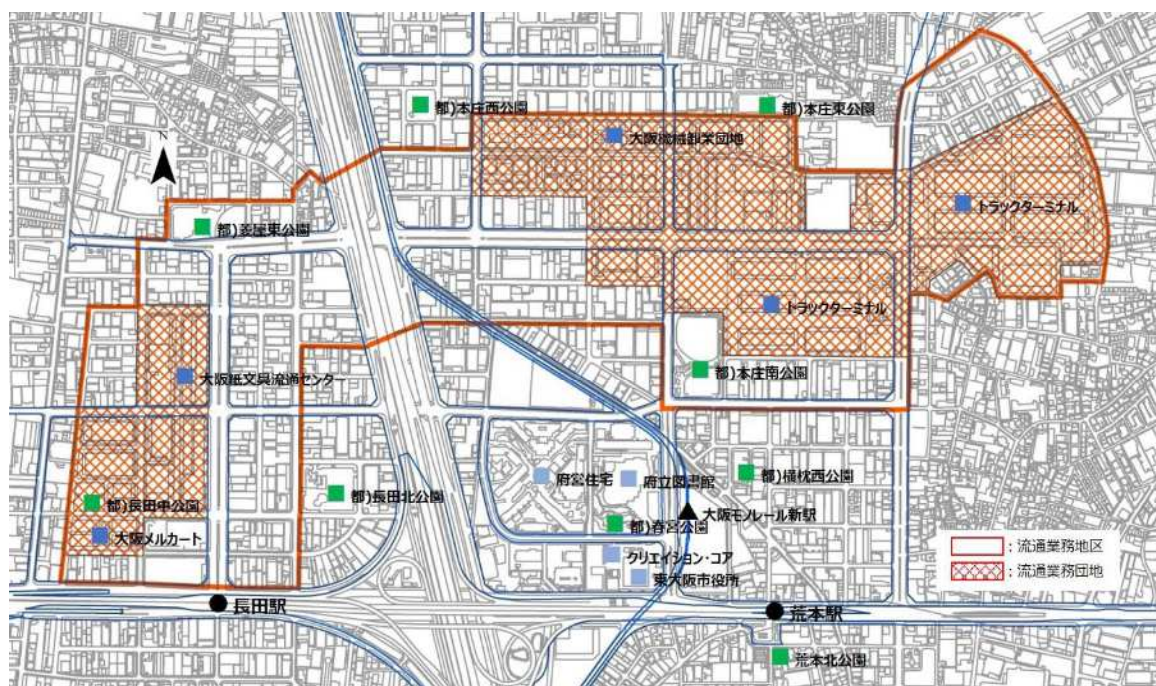 都)本庄西公園
都)本庄東公園
大阪機械卸業団地
N
トラックターミナル
都)菱屋東公園
トラックターミナル
大阪紙文具流通センター
都)本庄南公園
府営住宅
府立図書館
都)横枕西公園
都)長田北公園
都)長田中公園
大阪モノレール新駅
都)春宮公園
大阪メルカート
クリエイション・コア
東大阪市役所
:流通業務地区
:流通業務団地
長田駅
荒本駅
荒本北公園